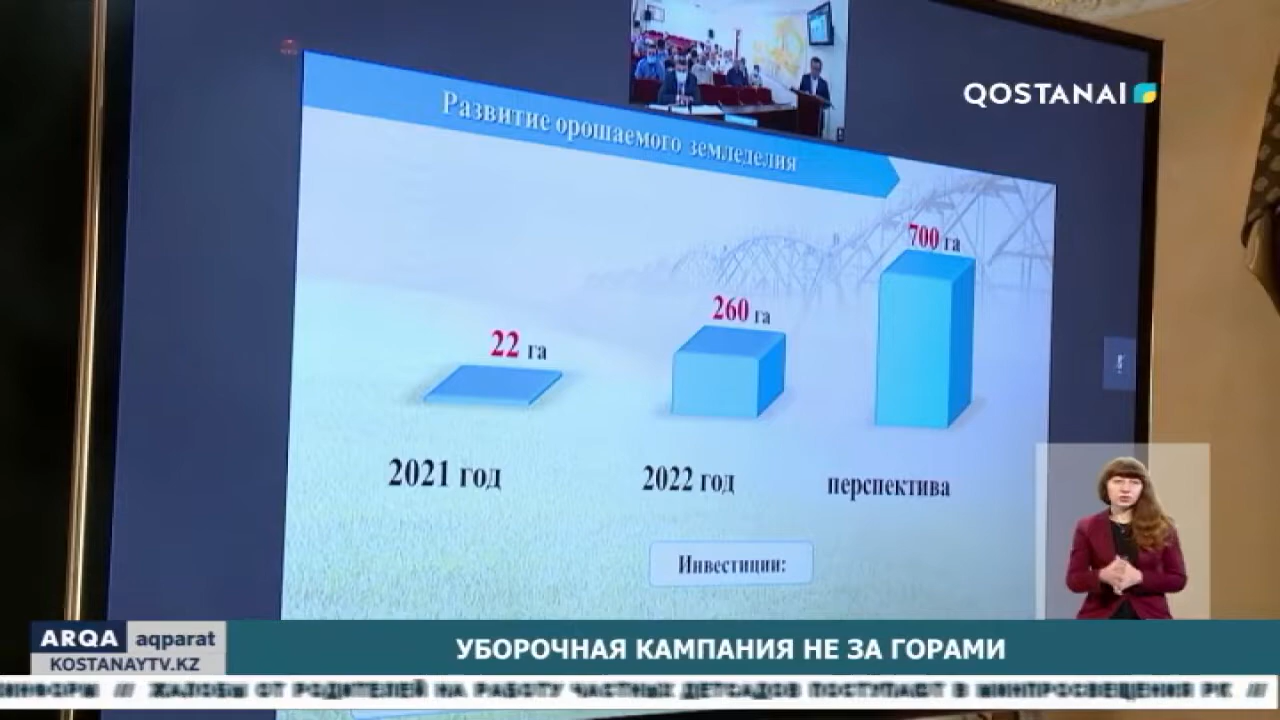 QOSTANAI
Развитие орошаемого земледелия
22 га
260 га
700 га
2021 год
2022 год
перспектива
Инвестиции:
ARQA aqparat
KOSTANAYTV.KZ
УБОРОЧНАЯ КАМПАНИЯ НЕ ЗА ГОРАМИ
// ЖАЛОБЫ ОТ РОДИТЕЛЕЙ НА РАБОТУ ЧАСТНЫХ ДЕТСАДОВ ПОСТУПАЮТ В МИНПРОСВЕЩЕНИЯ РК //